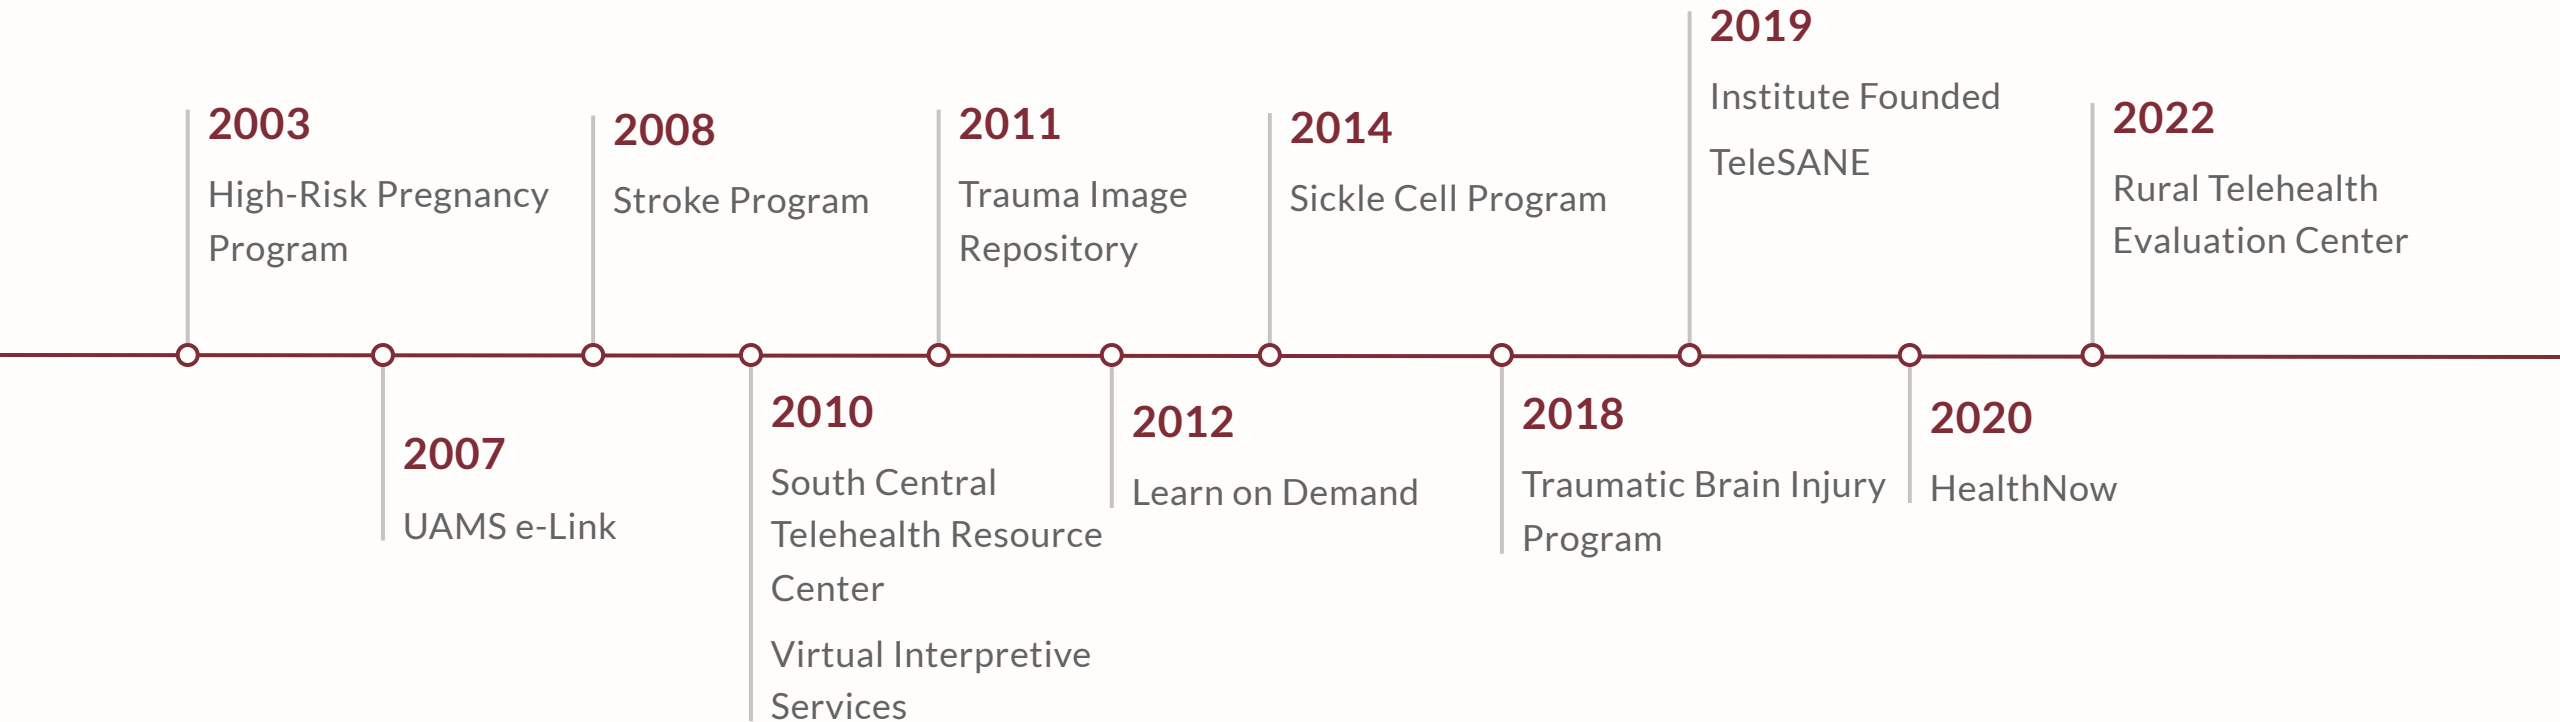 2003
High-Risk Pregnancy
Program
2007
UAMS e-Link
2008
Stroke Program
2010
South Central
Telehealth Resource
Center
Virtual Interpretive
Services
2011
Trauma Image
Repository
2012
Learn on Demand
2014
Sickle Cell Program
2018
Traumatic Brain Injury
Program
2019
Institute Founded
TeleSANE
2020
HealthNow
2022
Rural Telehealth
Evaluation Center